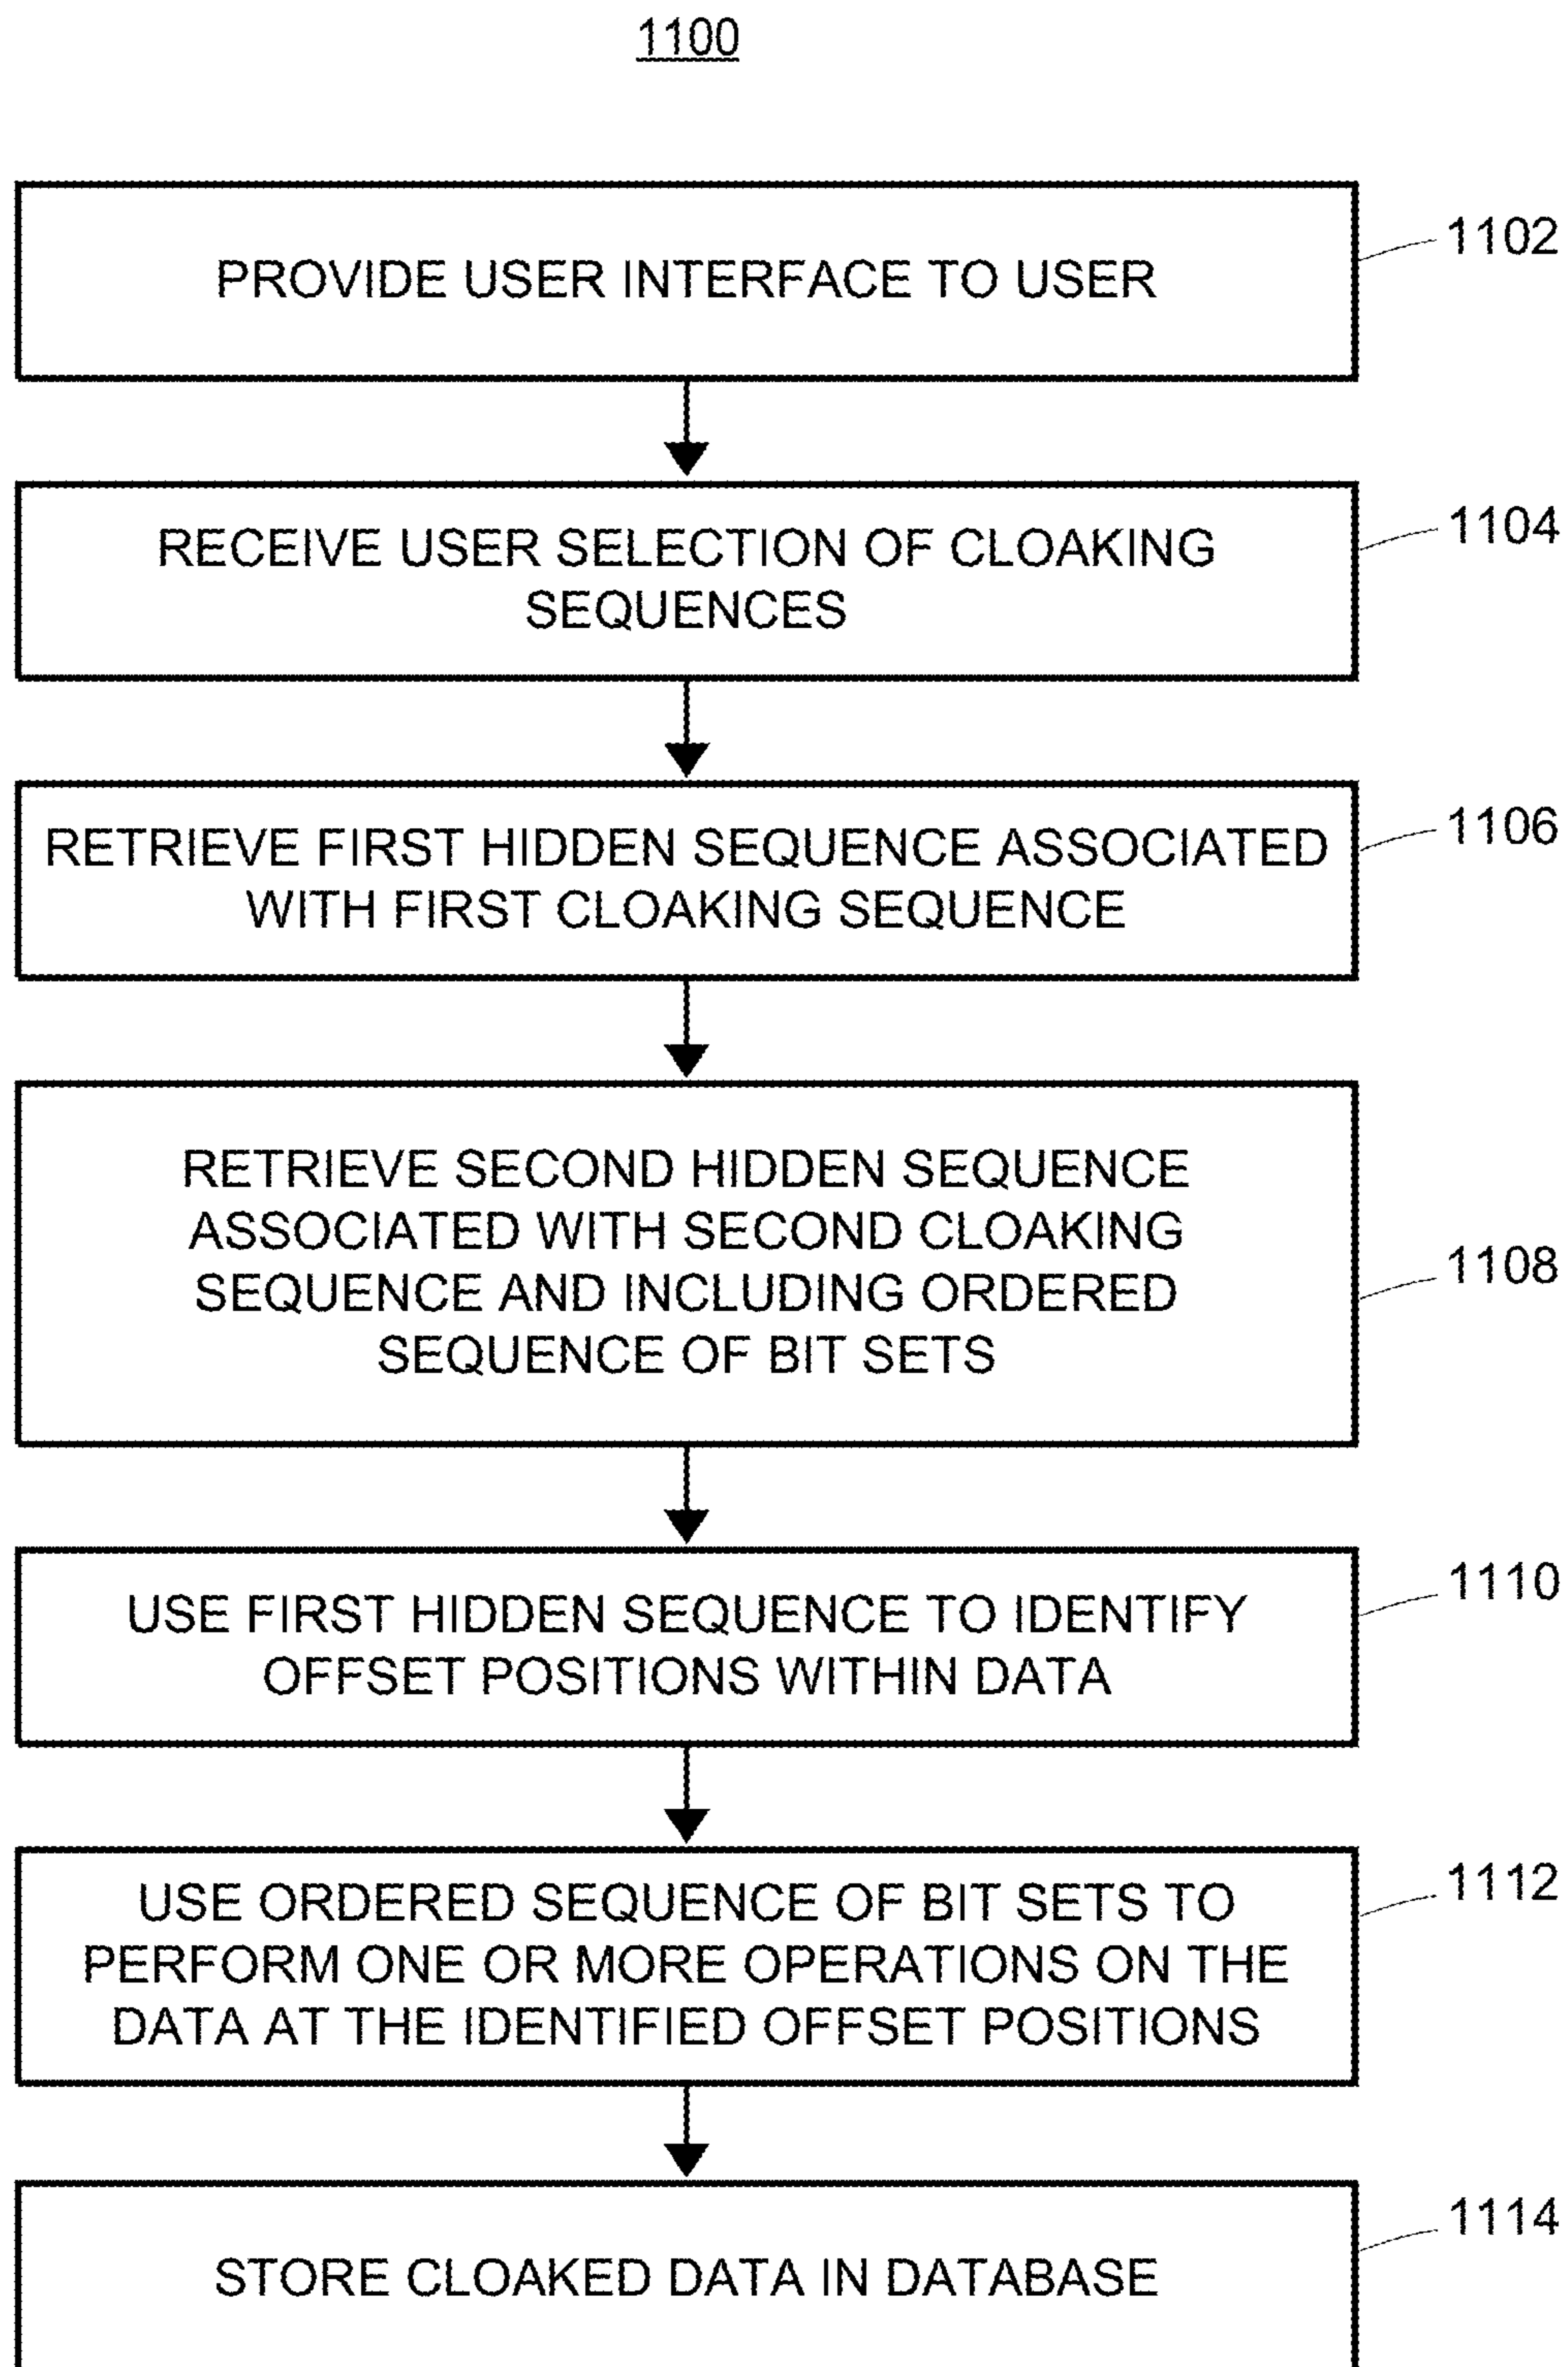 1100
PROVIDE USER INTERFACE TO USER
1102
RECEIVE USER SELECTION OF CLOAKING
SEQUENCES
1104
RETRIEVE FIRST HIDDEN SEQUENCE ASSOCIATED
WITH FIRST CLOAKING SEQUENCE
1106
RETRIEVE SECOND HIDDEN SEQUENCE
ASSOCIATED WITH SECOND CLOAKING
SEQUENCE AND INCLUDING ORDERED
SEQUENCE OF BIT SETS
1108
USE FIRST HIDDEN SEQUENCE TO IDENTIFY
OFFSET POSITIONS WITHIN DATA
1110
USE ORDERED SEQUENCE OF BIT SETS TO
PERFORM ONE OR MORE OPERATIONS ON THE
DATA AT THE IDENTIFIED OFFSET POSITIONS
1112
STORE CLOAKED DATA IN DATABASE
1114